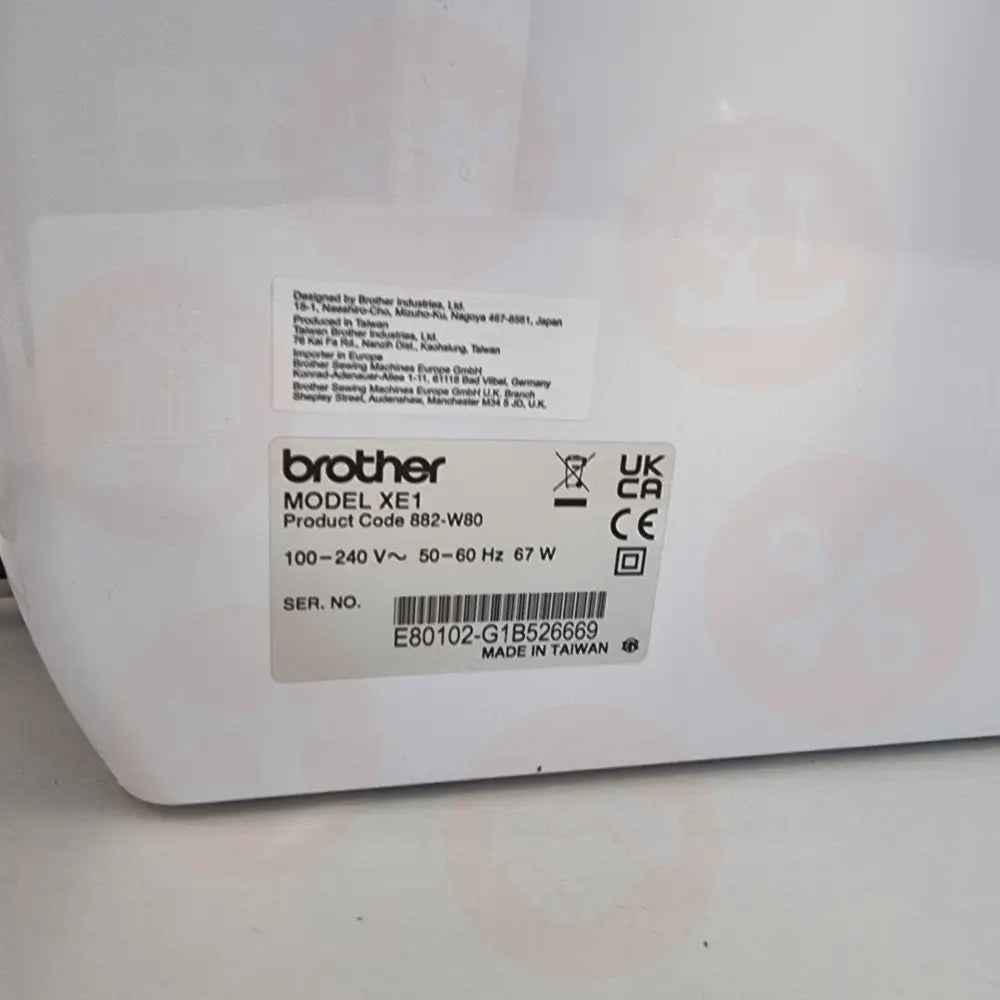 Designed by Brother Industries, Ltd.
15-1, Naeshiro-Cho, Mizuho-Ku, Nagoya 467-8561, Japan
Produced in Taiwan
Taiwan Brother Industries, Ltd.
76 Kai Fa Rd., Nanzih Dist., Kaohsiung, Taiwan
Importer in Europe
Brother Sewing Machines Europe GmbH
Konrad-Adenauer-Allee 1-11, 61118 Bad Vilbel, Germany
Brother Sewing Machines Europe GmbH U.K. Branch
Shepley Street, Audenshaw, Manchester M34 5 JD, U.K.
brother
MODEL XE1
Product Code 882-W80
100-240 V~ 50-60 Hz 67 W
UK
CA
CE
SER. NO.
E80102-G1B526669
MADE IN TAIWAN